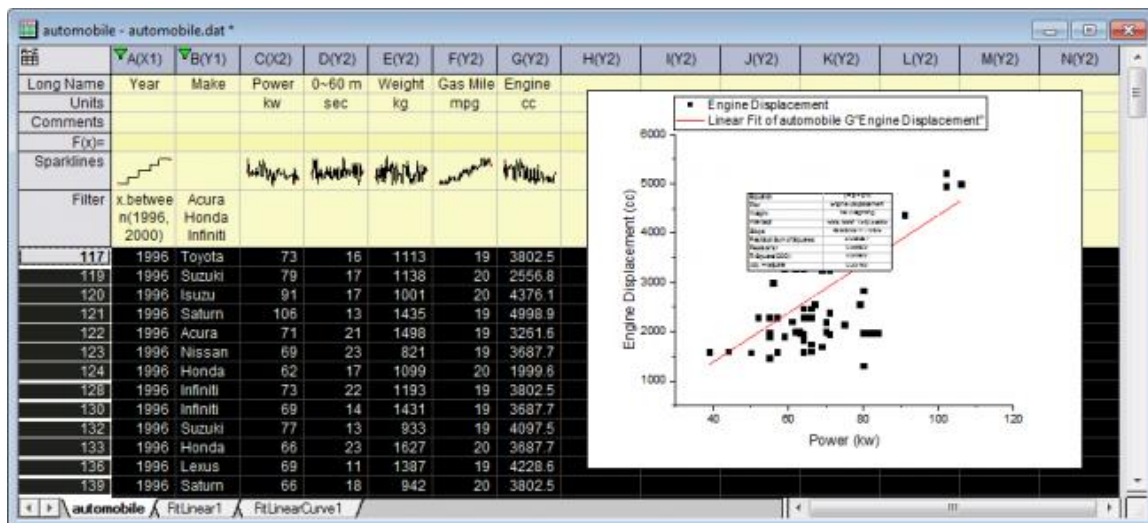 automobile - automobile.dat *
A(X1) B(Y1) C(X2) D(Y2) E(Y2) F(Y2) G(Y2) H(Y2) I(Y2) J(Y2) K(Y2) L(Y2) M(Y2) N(Y2)
Long Name Year Make Power 0~60 m Weight Gas Mile Engine
Units kw sec kg mpg cc
Comments
F(x)=
Sparklines
Filter x.betwee Acura
n(1996, Honda
2000) Infiniti
117 1996 Toyota 73 16 1113 19 3802.5
119 1996 Suzuki 79 17 1138 20 2556.8
120 1996 Isuzu 91 17 1001 20 4376.1
121 1996 Saturn 106 13 1435 19 4998.9
122 1996 Acura 71 21 1498 19 3261.6
123 1996 Nissan 69 23 821 19 3687.7
124 1996 Honda 62 17 1099 20 1999.6
128 1996 Infiniti 73 22 1193 19 3802.5
130 1996 Infiniti 69 14 1431 19 3687.7
132 1996 Suzuki 77 13 933 19 4097.5
133 1996 Honda 66 23 1627 20 3687.7
136 1996 Lexus 69 11 1387 19 4228.6
139 1996 Saturn 66 18 942 20 3802.5
Engine Displacement
Linear Fit of automobile G"Engine Displacement"
6000
5000
4000
3000
2000
1000
Engine Displacement (cc)
40 60 80 100 120
Power (kw)
automobile FitLinear1 FitLinearCurve1